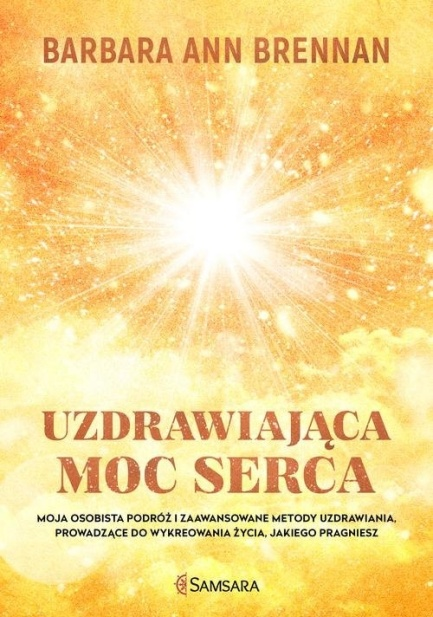 BARBARA ANN BRENNAN
UZDRAWIAJĄCA
MOC SERCA
MOJA OSOBISTA PODRÓŻ I ZAAWANSOWANE METODY UZDRAWIANIA,
PROWADZĄCE DO WYKREOWANIA ŻYCIA, JAKIEGO PRAGNIESZ
SAMSARA